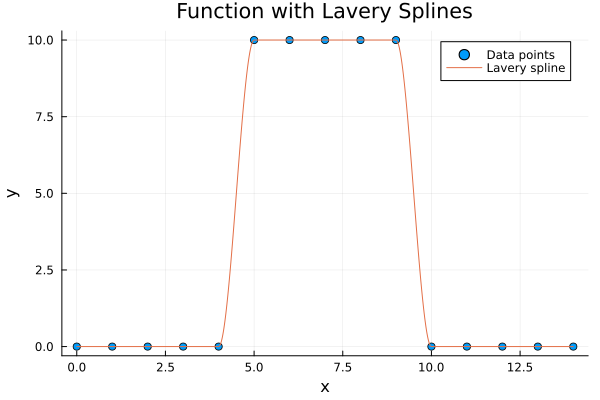 Function with Lavery Splines
Data points
Lavery spline
10.0
7.5
5.0
2.5
0.0
y
0.0 2.5 5.0 7.5 10.0 12.5
x